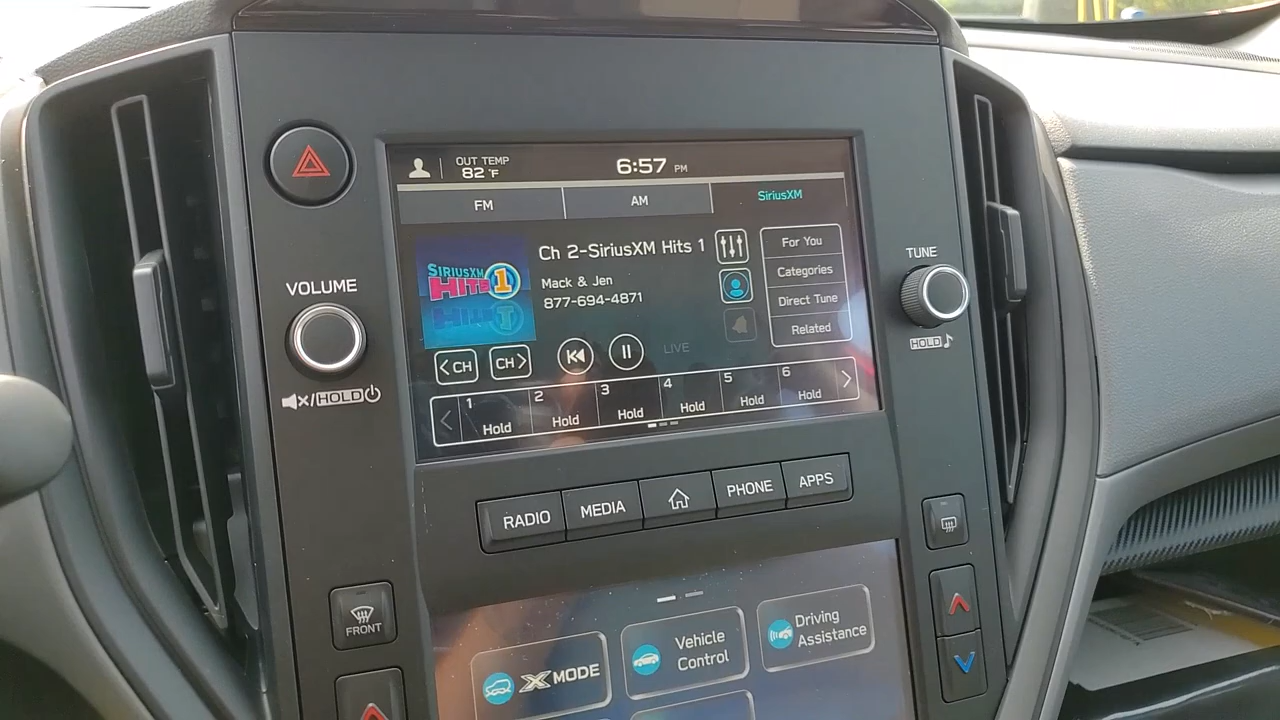 OUT TEMP
82°F
6:57 PM
FM
AM
SiriusXM
SIRIUSXM
HITS 1
Ch 2-SiriusXM Hits 1
Mack & Jen
877-694-4871
For You
Categories
Direct Tune
Related
<CH
CH>
LIVE
1 Hold
2 Hold
3 Hold
4 Hold
5 Hold
6 Hold
VOLUME
/HOLD
TUNE
HOLD♪
RADIO
MEDIA
PHONE
APPS
FRONT
X MODE
Vehicle
Control
Driving
Assistance